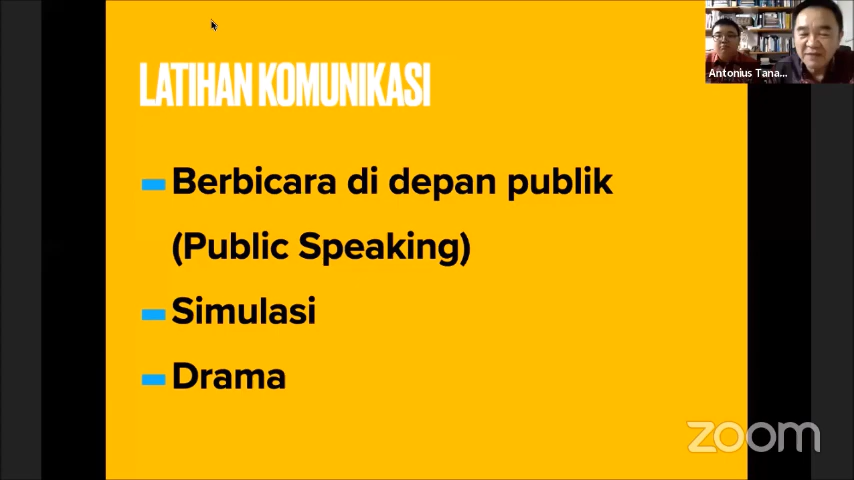 LATIHAN KOMUNIKASI
Berbicara di depan publik
(Public Speaking)
Simulasi
Drama
Antonius Tana...
zoom